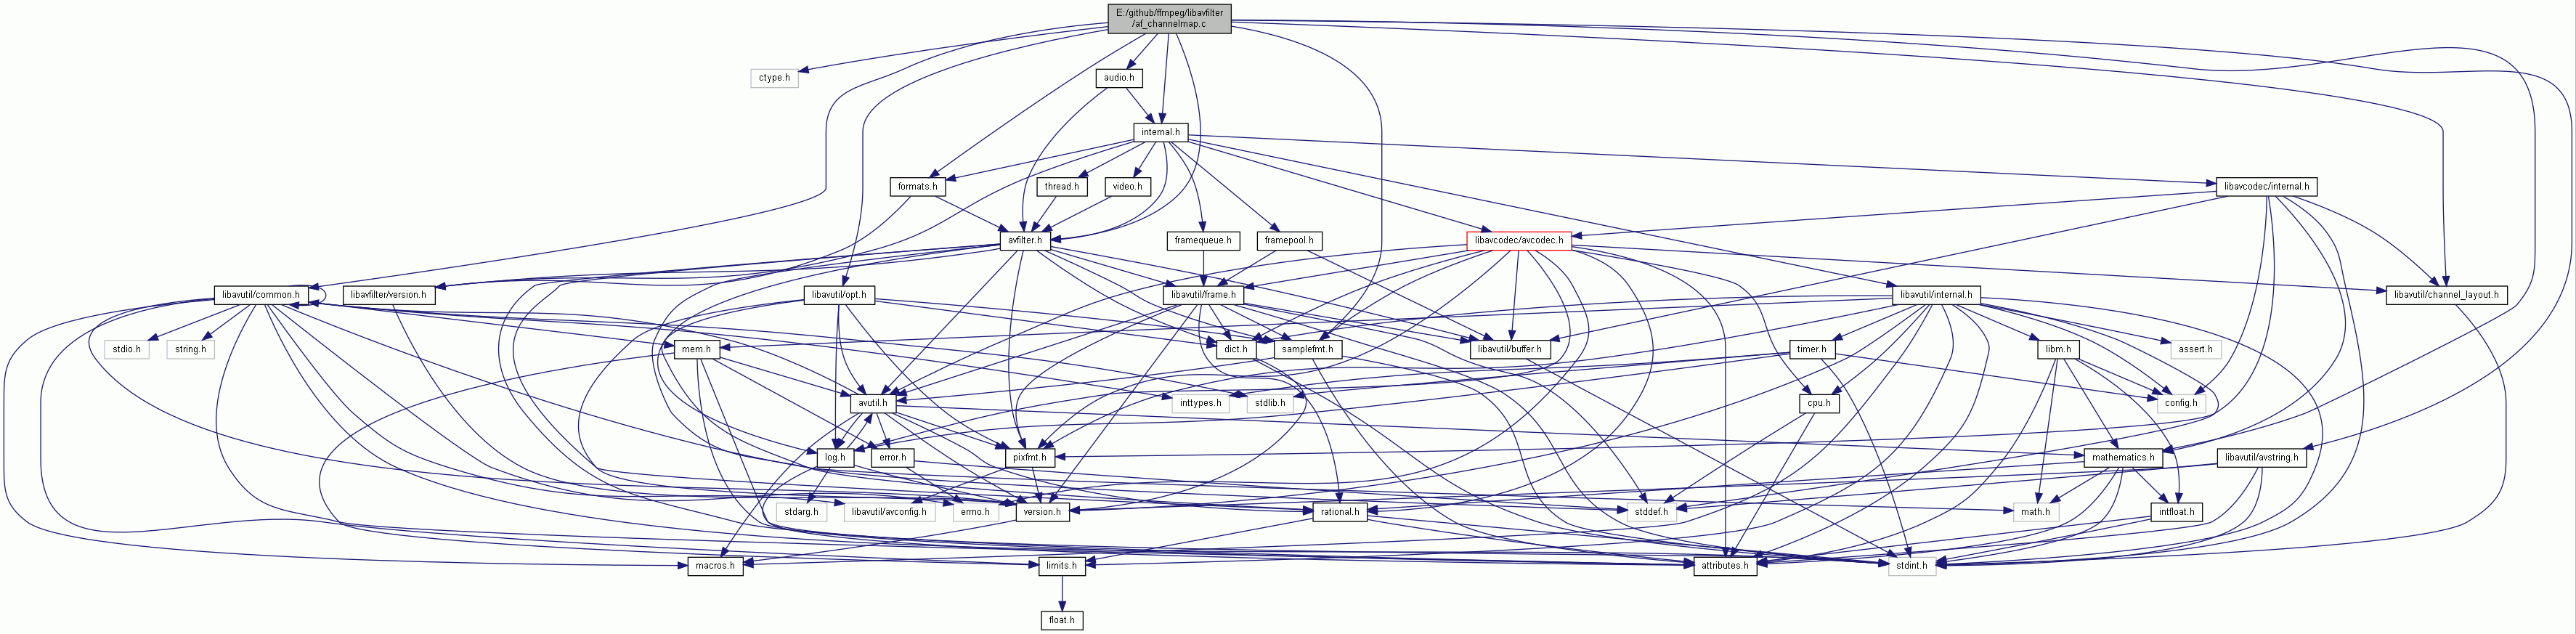 E:/github/ffmpeg/libavfilter
/af_channelmap.c
ctype.h
audio.h
internal.h
formats.h
thread.h
video.h
libavcodec/internal.h
avfilter.h
framequeue.h
framepool.h
libavcodec/avcodec.h
libavutil/common.h
libavfilter/version.h
libavutil/opt.h
libavutil/frame.h
libavutil/internal.h
libavutil/channel_layout.h
stdio.h
string.h
mem.h
dict.h
samplefmt.h
libavutil/buffer.h
timer.h
libm.h
assert.h
avutil.h
inttypes.h
stdlib.h
cpu.h
config.h
log.h
error.h
pixfmt.h
mathematics.h
libavutil/avstring.h
stdarg.h
libavutil/avconfig.h
errno.h
version.h
rational.h
stddef.h
math.h
intfloat.h
macros.h
limits.h
attributes.h
stdint.h
float.h